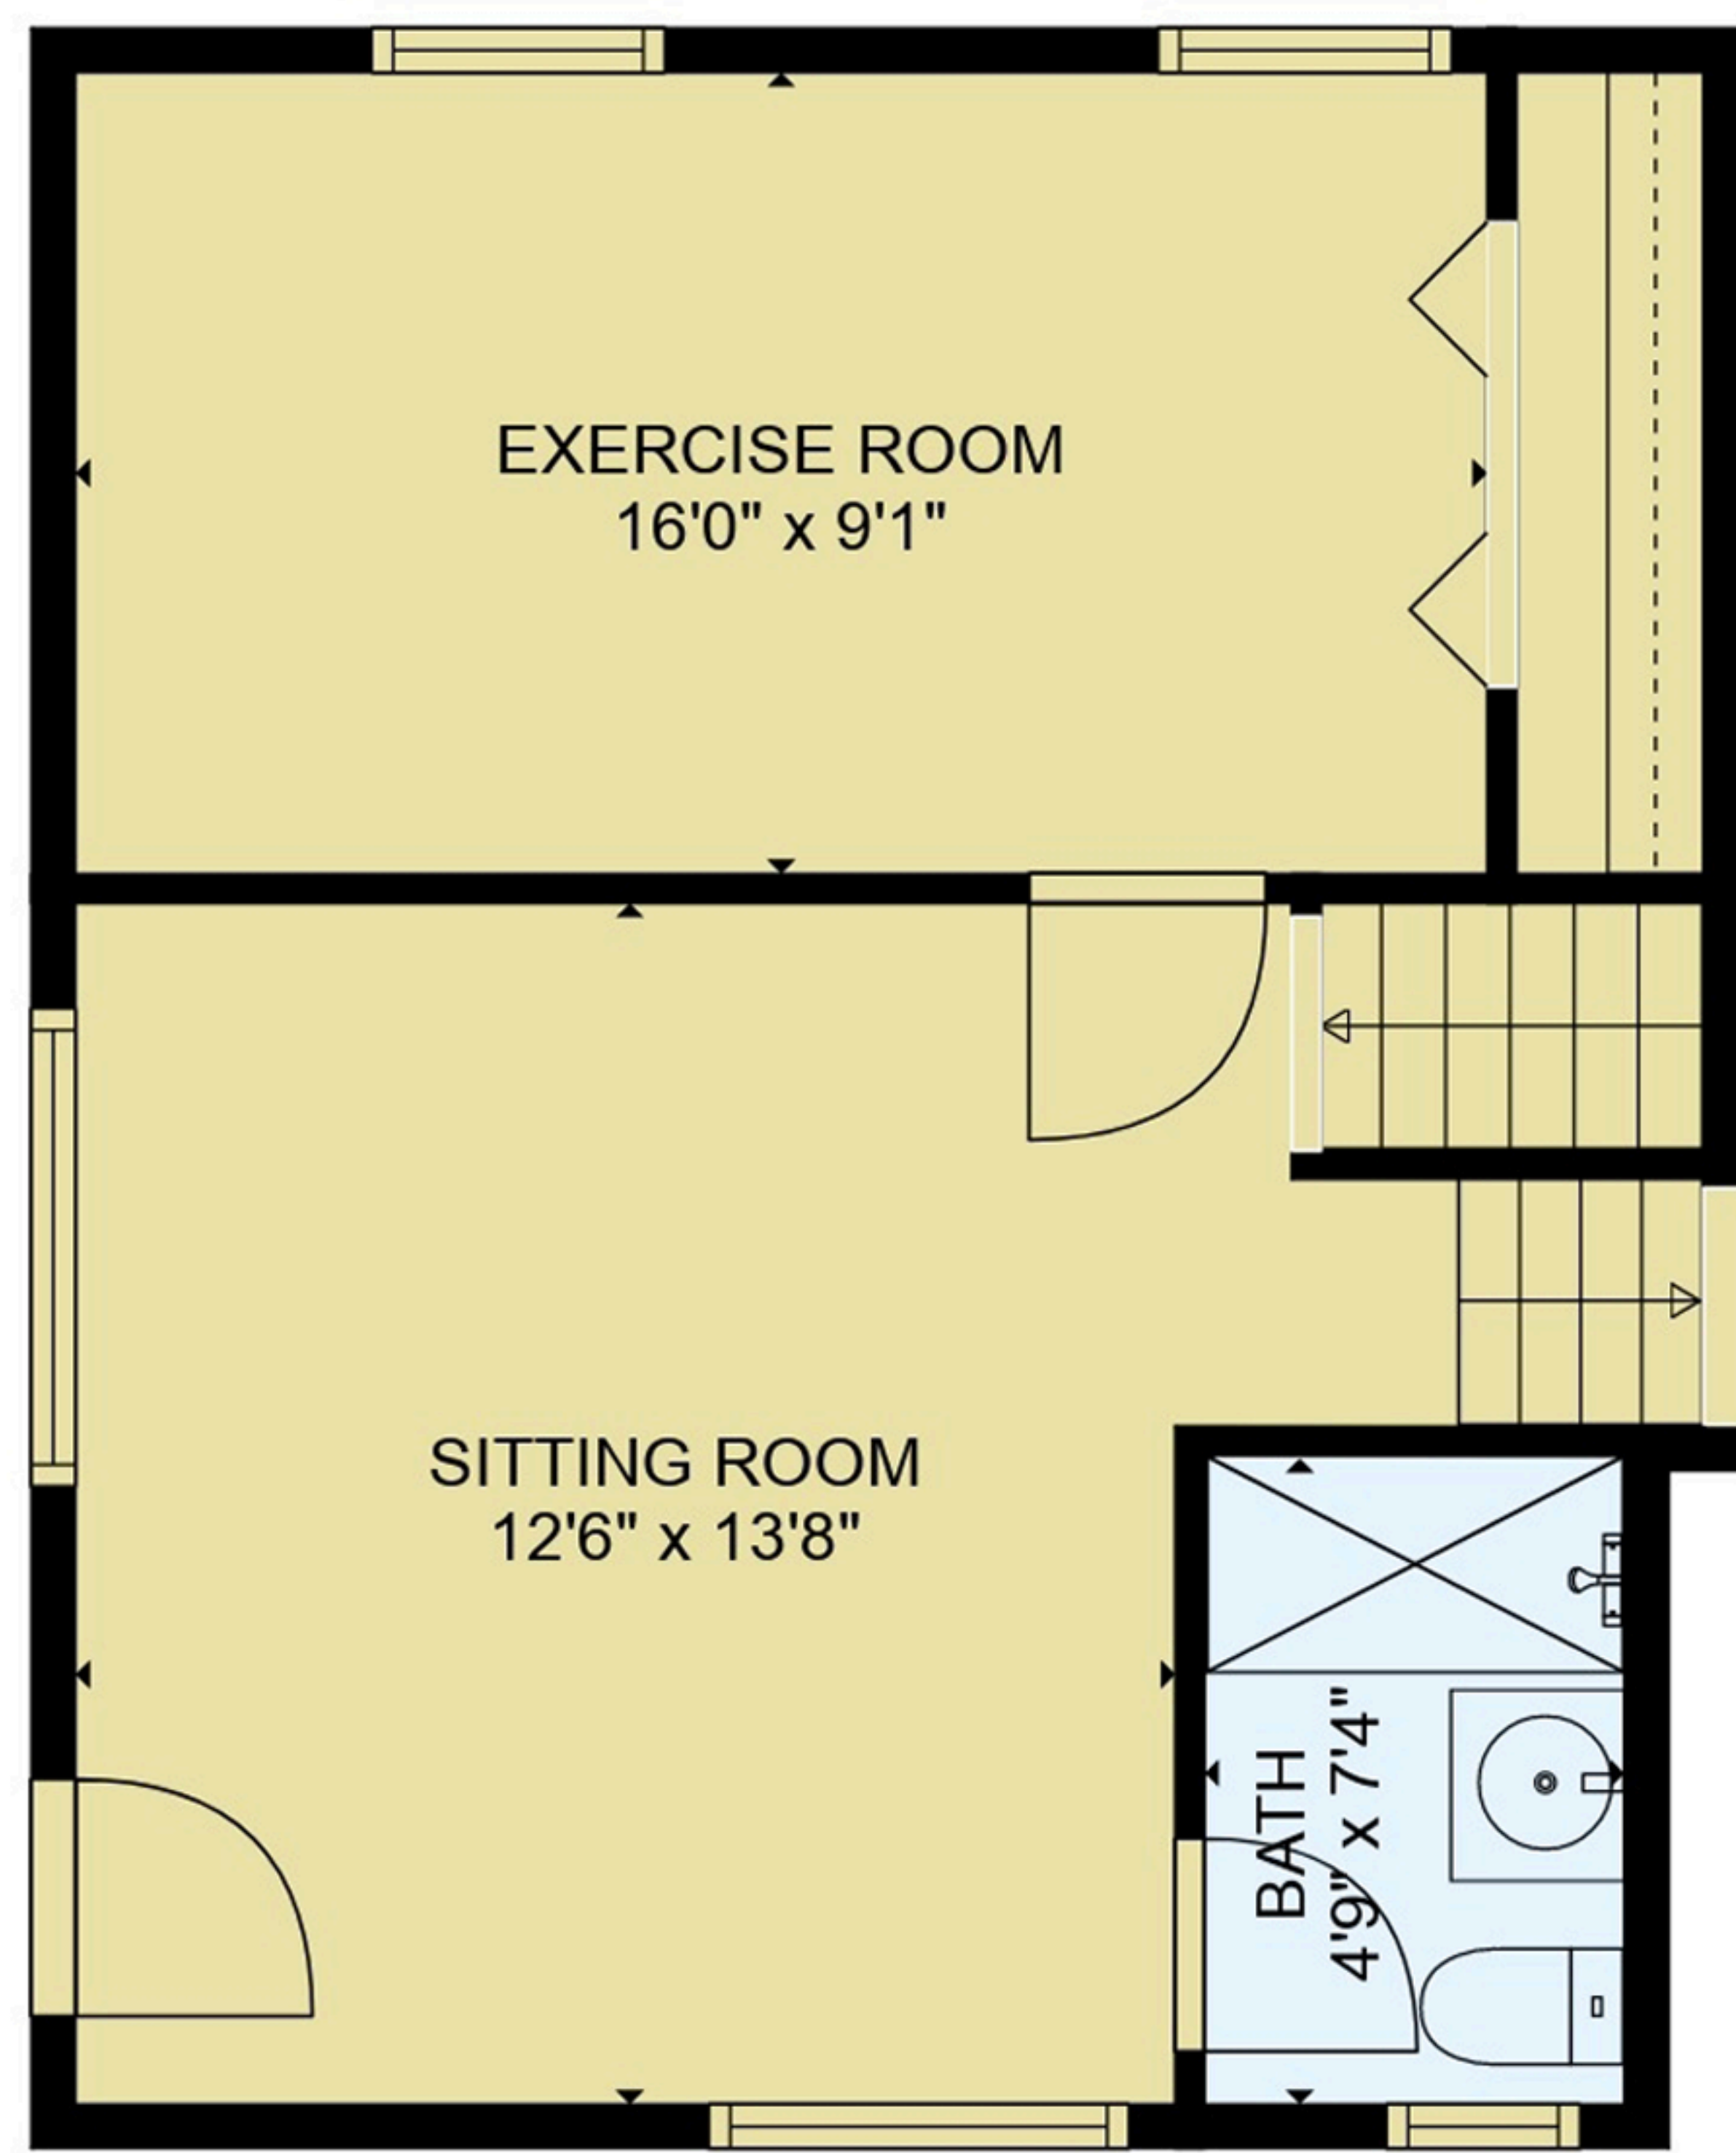 EXERCISE ROOM
16'0" x 9'1"
SITTING ROOM
12'6" x 13'8"
BATH
4'9" x 7'4"